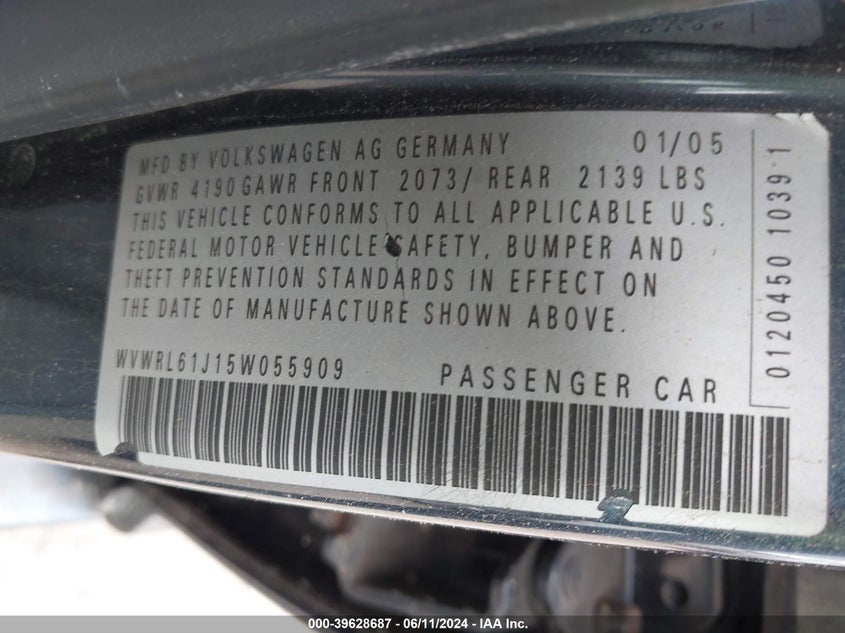 MFD BY VOLKSWAGEN AG GERMANY 01/05
GVWR 4190 GAWR FRONT 2073/ REAR 2139 LBS
THIS VEHICLE CONFORMS TO ALL APPLICABLE U.S.
FEDERAL MOTOR VEHICLE SAFETY, BUMPER AND
THEFT PREVENTION STANDARDS IN EFFECT ON
THE DATE OF MANUFACTURE SHOWN ABOVE.
WVWRL61J15W055909 PASSENGER CAR
0120450 1039 1
000-39628687 - 06/11/2024 - IAA Inc.